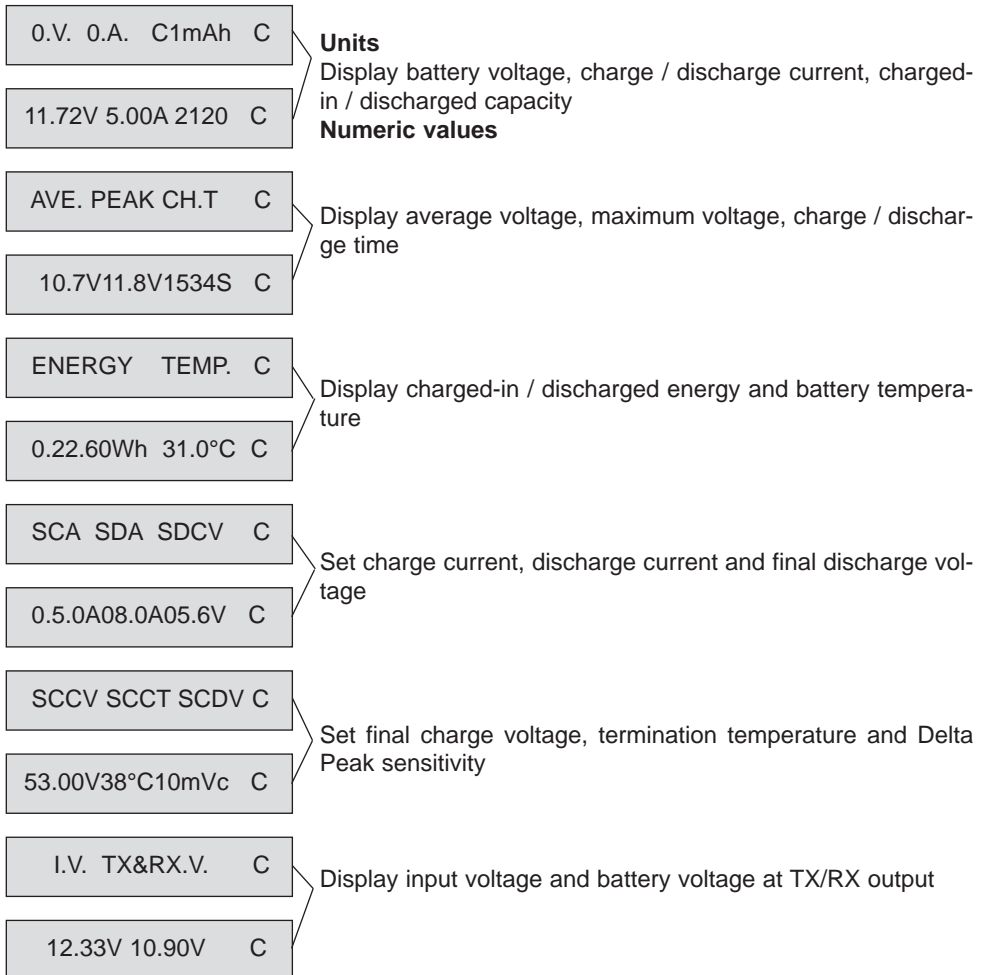 0.V. 0.A. C1mAh C
Units
Display battery voltage, charge / discharge current, charged-
in / discharged capacity
11.72V 5.00A 2120 C
Numeric values
AVE. PEAK CH.T C
Display average voltage, maximum voltage, charge / dischar-
ge time
10.7V11.8V1534S C
ENERGY TEMP. C
Display charged-in / discharged energy and battery tempera-
ture
0.22.60Wh 31.0°C C
SCA SDA SDCV C
Set charge current, discharge current and final discharge vol-
tage
0.5.0A08.0A05.6V C
SCCV SCCT SCDV C
Set final charge voltage, termination temperature and Delta
Peak sensitivity
53.00V38°C10mVc C
I.V. TX&RX.V. C
Display input voltage and battery voltage at TX/RX output
12.33V 10.90V C